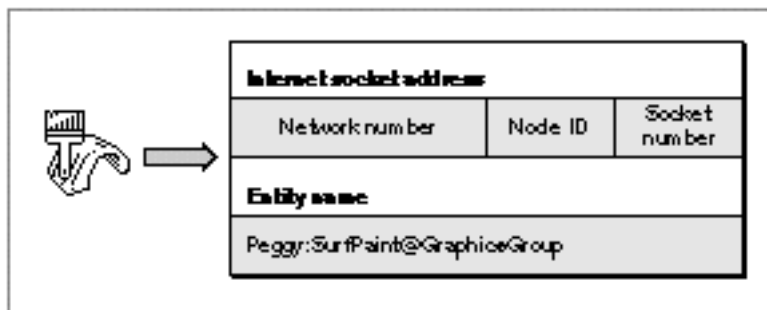 Internet socket address
Network number
Node ID
Socket
number
Entity name
Peggy:SurfPaint@GraphicsGroup